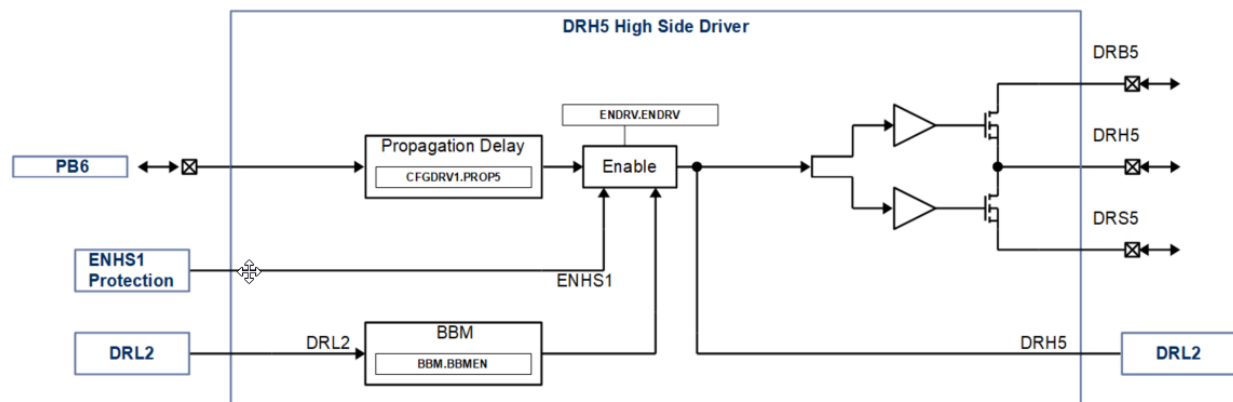 DRH5 High Side Driver
DRB5
ENDRV.ENDRV
Propagation Delay
DRH5
PB6
CFGDRV1.PROP5
Enable
DRS5
ENHS1
Protection
ENHS1
BBM
DRL2
DRL2
BBM.BBMEN
DRH5
DRL2